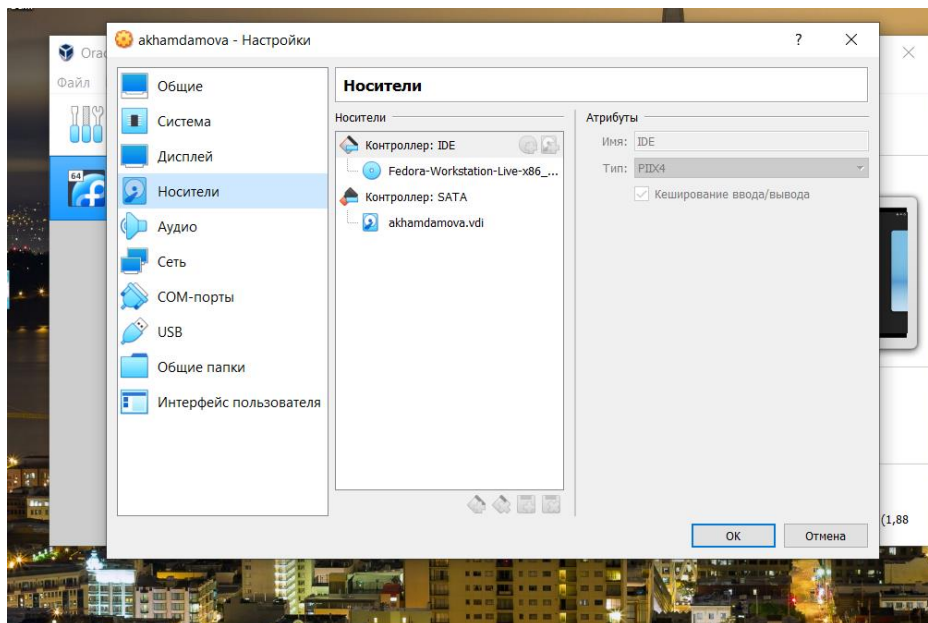 akhamdamova - Настройки
? 
Orac
Файл
64
Общие
Система
Дисплей
Носители
Аудио
Сеть
COM-порты
USB
Общие папки
Интерфейс пользователя
Носители
Носители
Контроллер: IDE
Fedora-Workstation-Live-x86_...
Контроллер: SATA
akhamdamova.vdi
Атрибуты
Имя: IDE
Тип: PIIX4
Кеширование ввода/вывода
(1,88
OK
Отмена